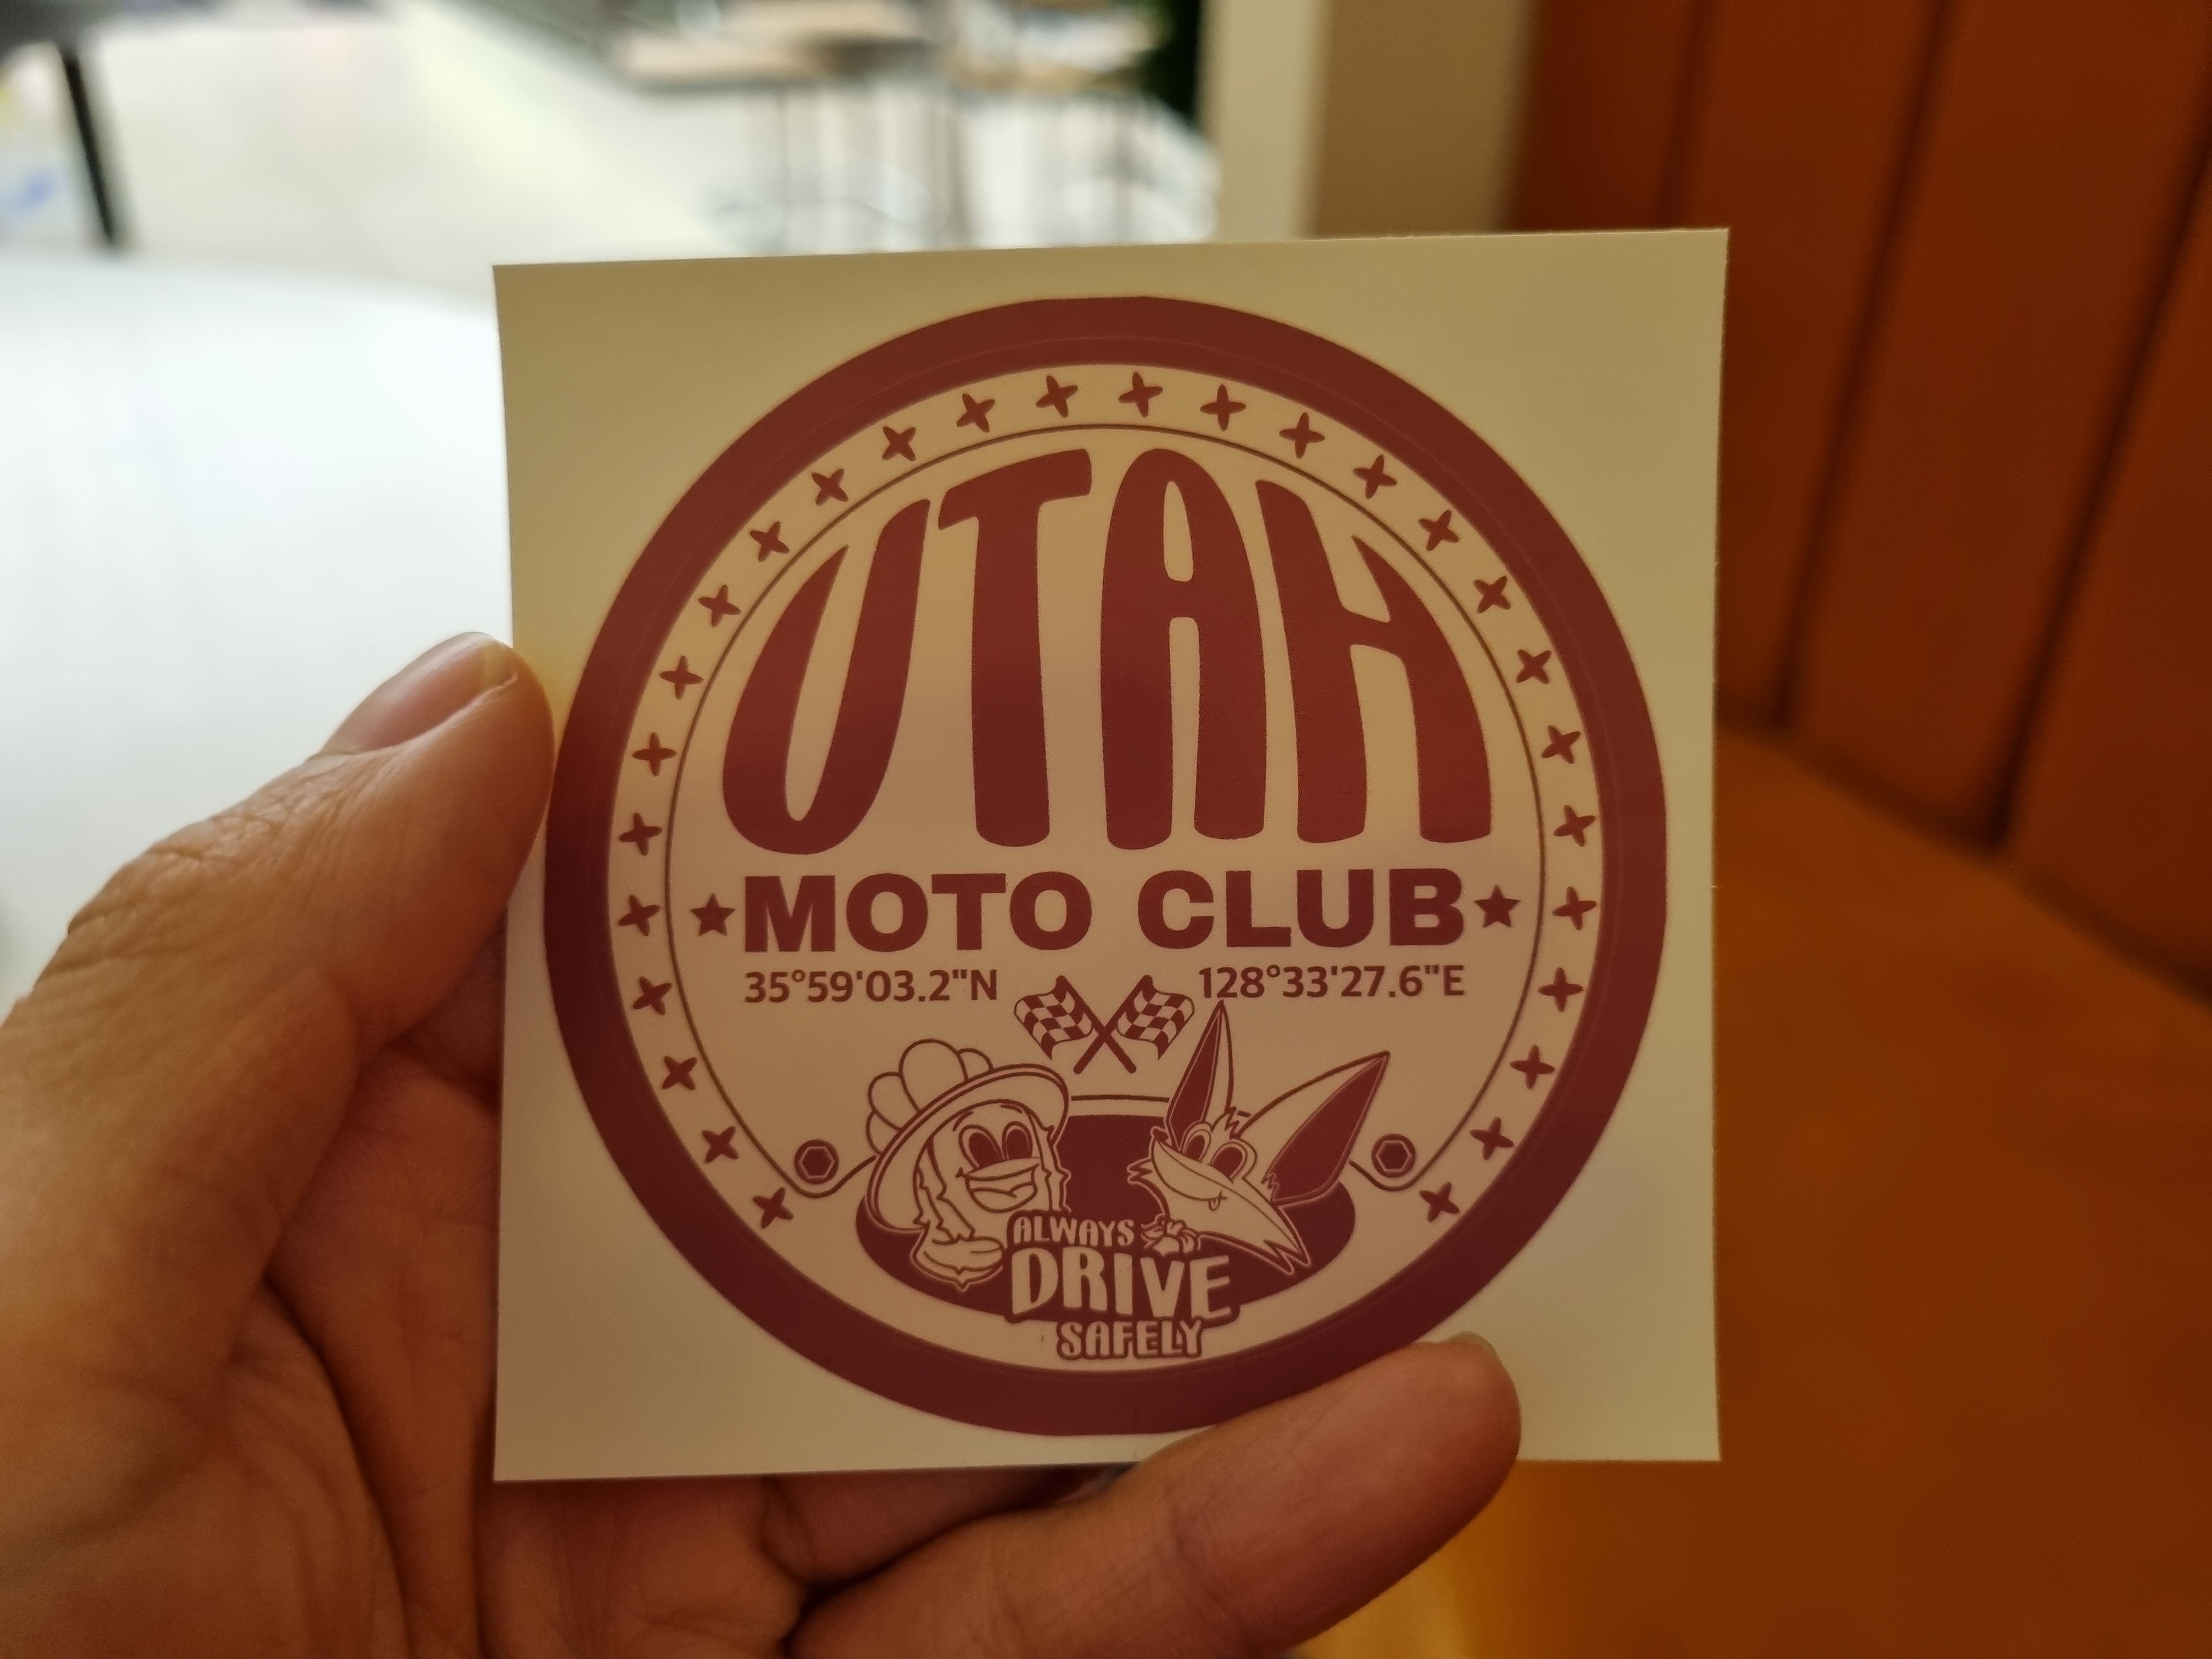 UTAH
★MOTO CLUB★
35°59'03.2"N 128°33'27.6"E
ALWAYS
DRIVE
SAFELY